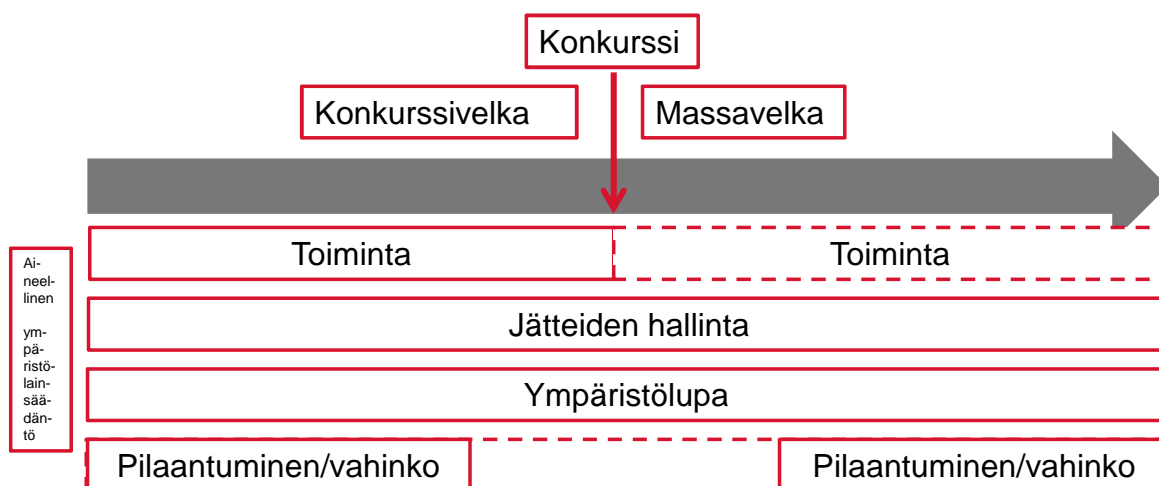 Konkurssi
Konkurssivelka
Massavelka
Toiminta
Toiminta
Ai-
neel-
linen
ym-
pä-
ristö-
lain-
sää-
dän-
tö
Jätteiden hallinta
Ympäristölupa
Pilaantuminen/vahinko
Pilaantuminen/vahinko